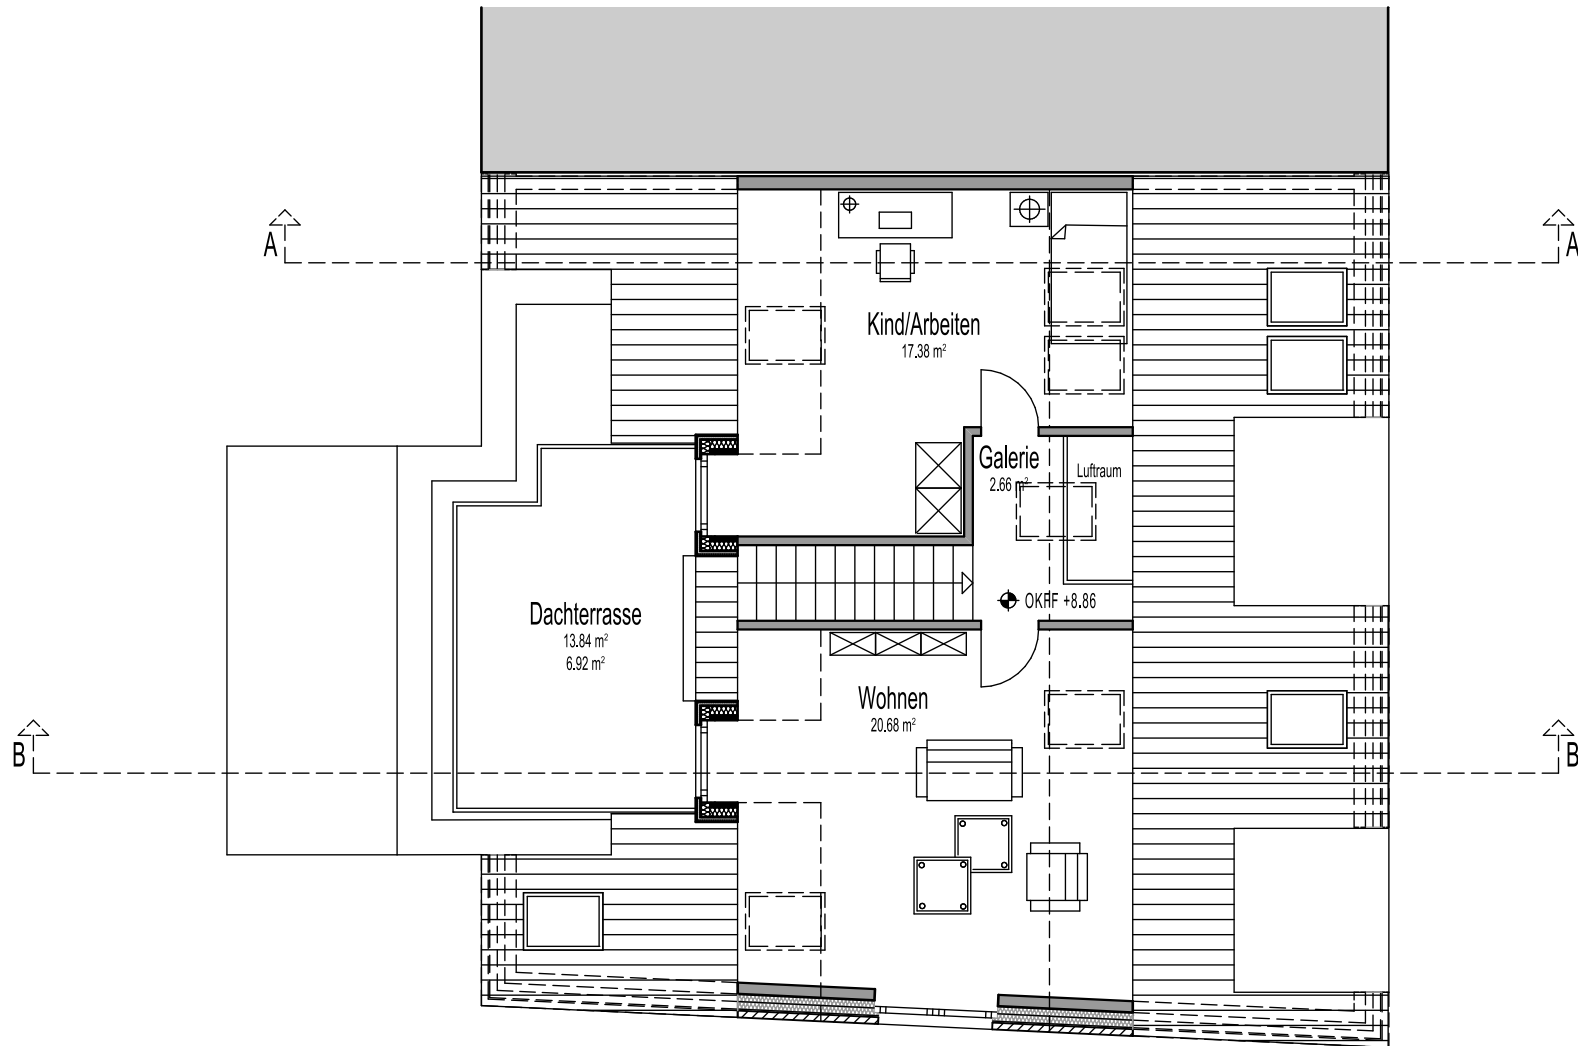 A
A
Kind/Arbeiten
17.38 m²
Galerie
2.66 m²
Luftraum
OKFF +8.86
Dachterrasse
13.84 m²
6.92 m²
Wohnen
20.68 m²
B
B